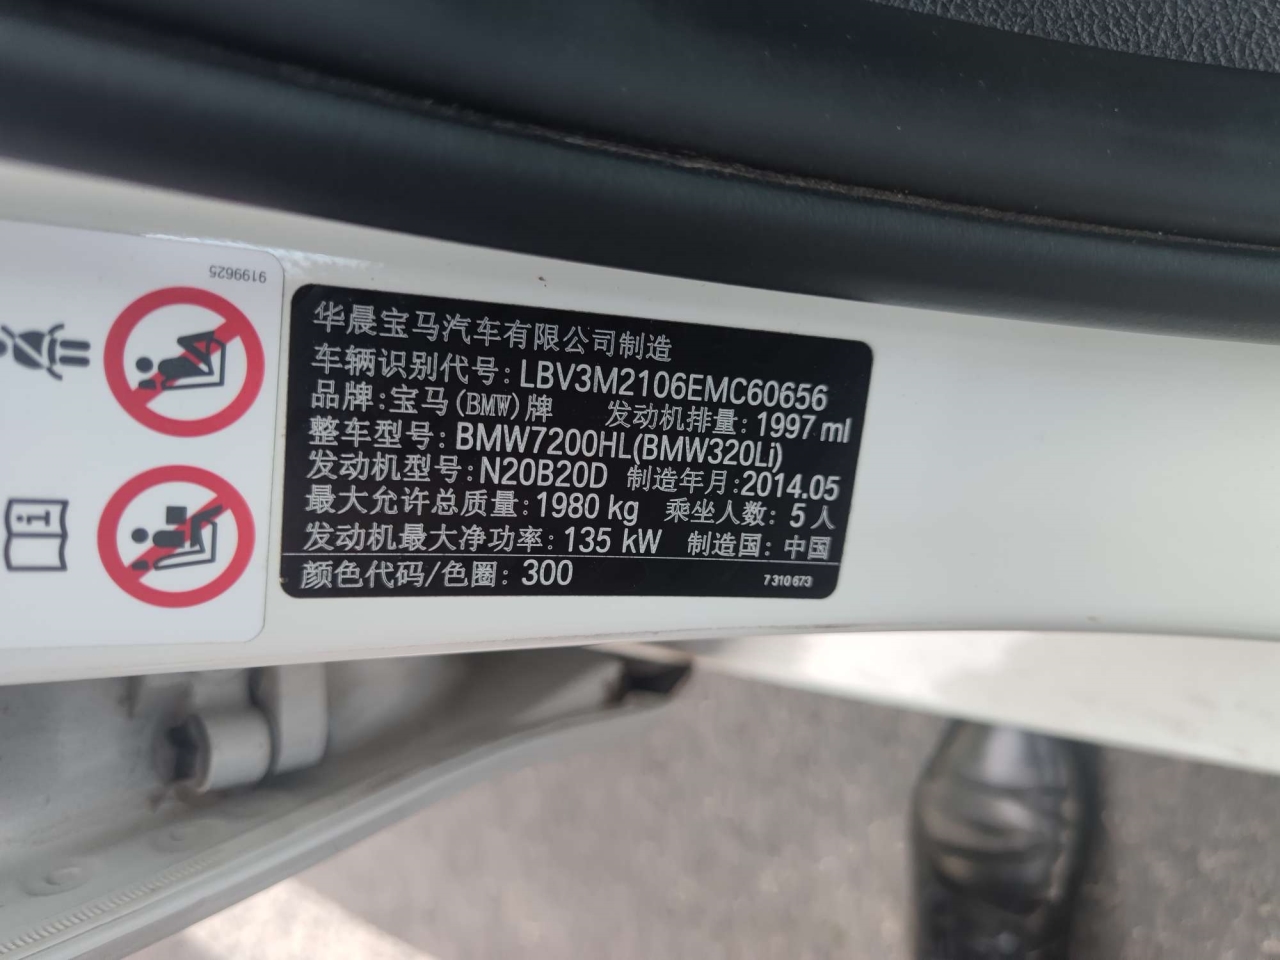 9199625
华晨宝马汽车有限公司制造
车辆识别代号: LBV3M2106EMC60656
品牌: 宝马(BMW)牌 发动机排量: 1997 ml
整车型号: BMW7200HL(BMW320Li)
发动机型号: N20B20D 制造年月: 2014.05
最大允许总质量: 1980 kg 乘坐人数: 5 人
发动机最大净功率: 135 kW 制造国: 中国
颜色代码/色圈: 300 7 310 673